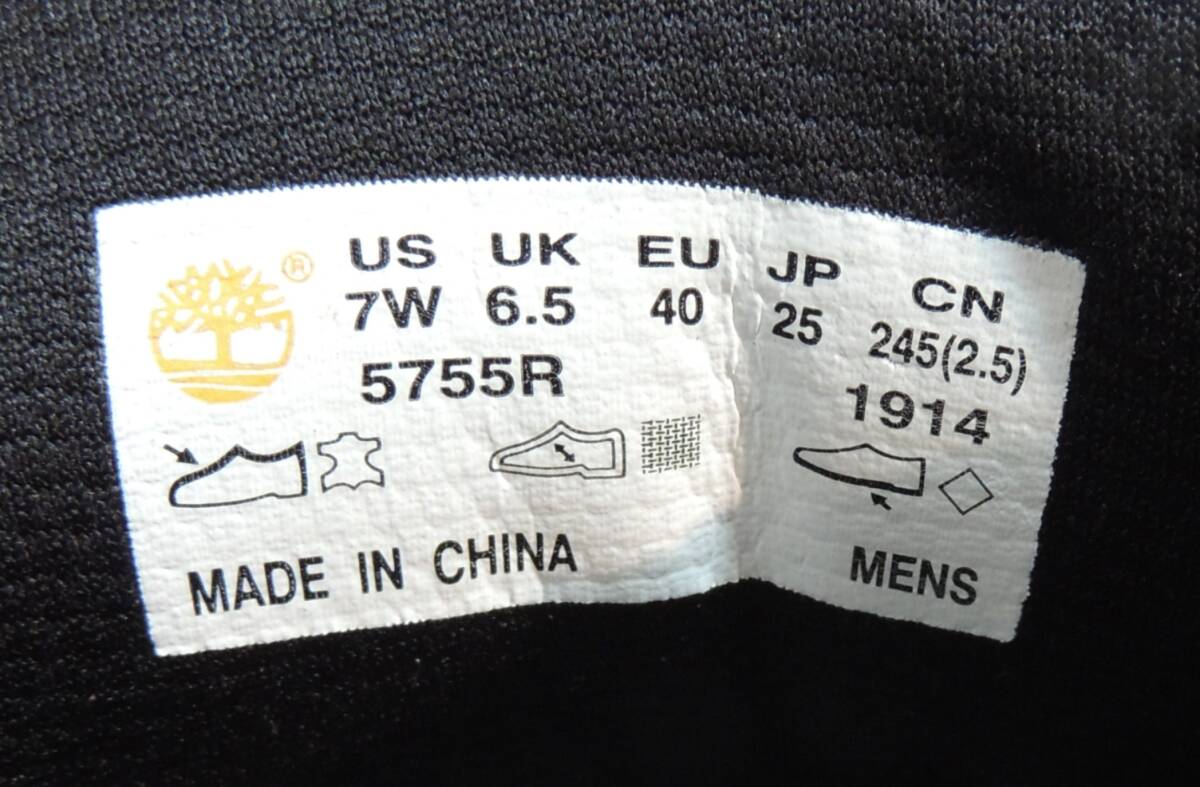 ®
US UK EU JP CN
7W 6.5 40 25 245(2.5)
5755R 1914
MADE IN CHINA MENS